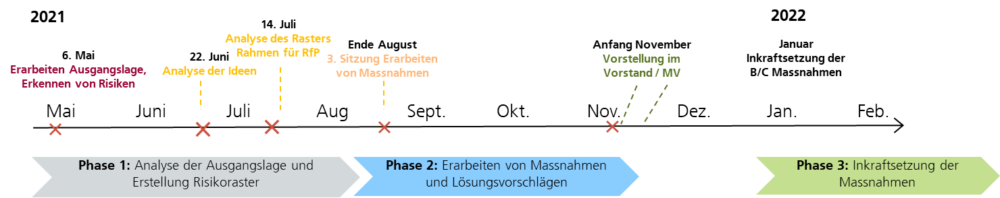 2021
2022
6. Mai
Erarbeiten Ausgangslage,
Erkennen von Risiken
22. Juni
Analyse der Ideen
14. Juli
Analyse des Rasters
Rahmen für RfP
Ende August
3. Sitzung Erarbeiten
von Massnahmen
Anfang November
Vorstellung im
Vorstand / MV
Januar
Inkraftsetzung der
B/C Massnahmen
Mai Juni Juli Aug Sept. Okt. Nov. Dez. Jan. Feb.
Phase 1: Analyse der Ausgangslage und
Erstellung Risikoraster
Phase 2: Erarbeiten von Massnahmen
und Lösungsvorschlägen
Phase 3: Inkraftsetzung der
Massnahmen